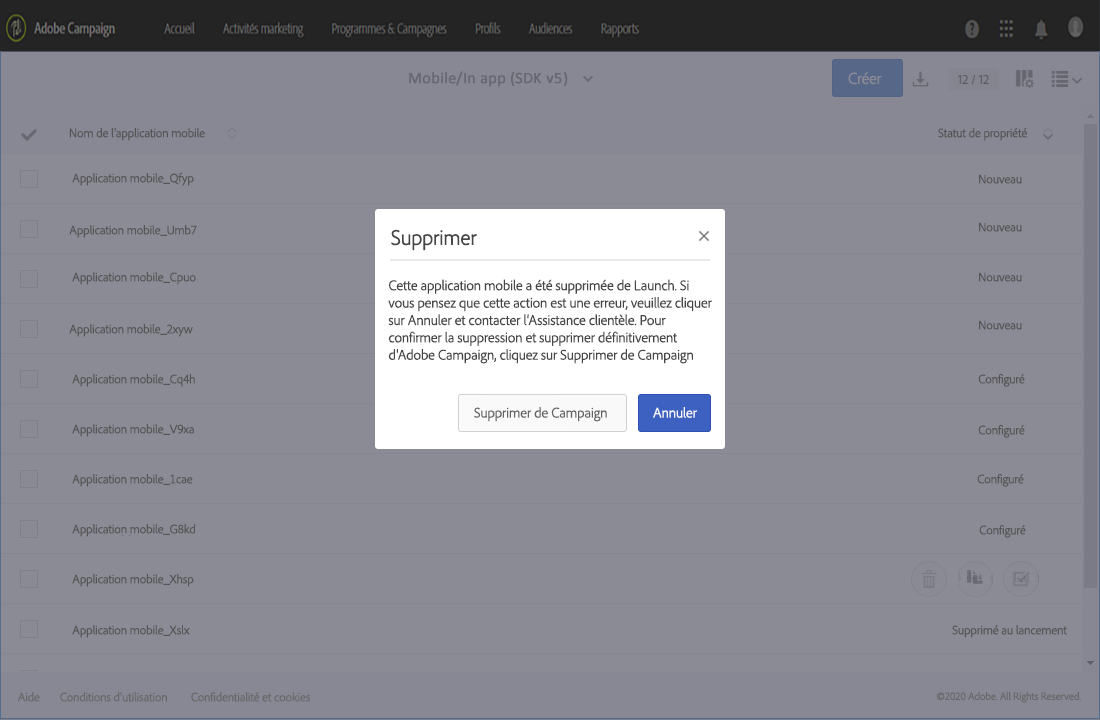 Adobe Campaign Accueil Activités marketing Programmes & Campagnes Profils Audiences Rapports
Mobile/In app (SDK v5) Créer 12 / 12
Nom de l'application mobile Statut de propriété
Application mobile_Qfyp Nouveau
Application mobile_Umb7 Nouveau
Application mobile_Cpuo Nouveau
Application mobile_2xyw Nouveau
Application mobile_Cq4h Configuré
Application mobile_V9xa Configuré
Application mobile_1cae Configuré
Application mobile_G8kd Configuré
Application mobile_Xhsp
Application mobile_Xslx Supprimé au lancement
Supprimer
Cette application mobile a été supprimée de Launch. Si
vous pensez que cette action est une erreur, veuillez cliquer
sur Annuler et contacter l'Assistance clientèle. Pour
confirmer la suppression et supprimer définitivement
d'Adobe Campaign, cliquez sur Supprimer de Campaign
Supprimer de Campaign Annuler
Aide Conditions d'utilisation Confidentialité et cookies ©2020 Adobe. All Rights Reserved.